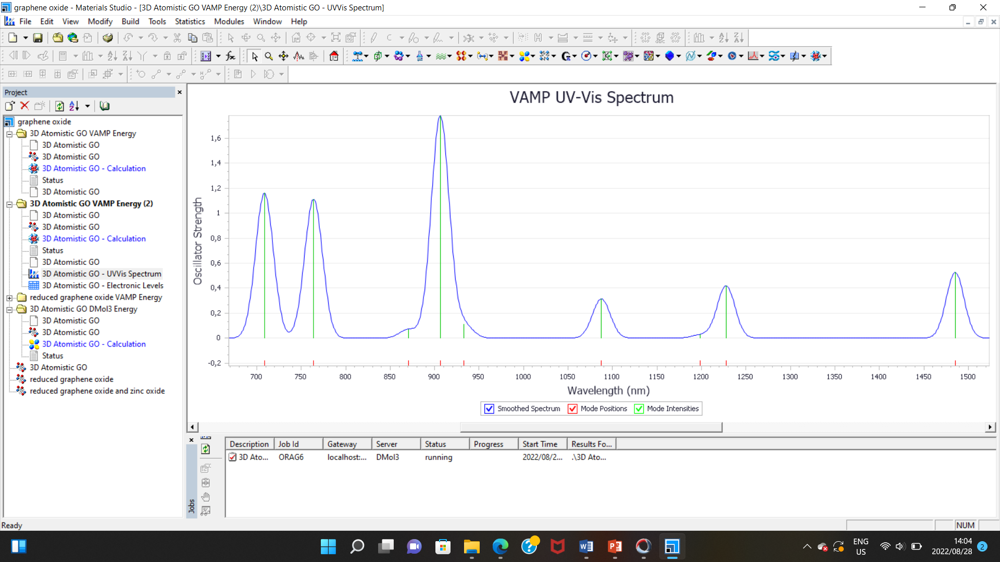 graphene oxide - Materials Studio - [3D Atomistic GO VAMP Energy (2)\3D Atomistic GO - UVVis Spectrum]
File Edit View Modify Build Tools Statistics Modules Window Help
Project
graphene oxide
3D Atomistic GO VAMP Energy
3D Atomistic GO
3D Atomistic GO
3D Atomistic GO - Calculation
Status
3D Atomistic GO
3D Atomistic GO VAMP Energy (2)
3D Atomistic GO
3D Atomistic GO
3D Atomistic GO - Calculation
Status
3D Atomistic GO
3D Atomistic GO - UVVis Spectrum
3D Atomistic GO - Electronic Levels
reduced graphene oxide VAMP Energy
3D Atomistic GO DMol3 Energy
3D Atomistic GO
3D Atomistic GO
3D Atomistic GO - Calculation
Status
3D Atomistic GO
reduced graphene oxide
reduced graphene oxide and zinc oxide
VAMP UV-Vis Spectrum
Oscillator Strength
1,6
1,4
1,2
1
0,8
0,6
0,4
0,2
0
-0,2
700 750 800 850 900 950 1000 1050 1100 1150 1200 1250 1300 1350 1400 1450 1500
Wavelength (nm)
Smoothed Spectrum Mode Positions Mode Intensities
Jobs
Description Job Id Gateway Server Status Progress Start Time Results Fo...
3D Ato... ORAG6 localhost:... DMol3 running 2022/08/2... .\3D Ato...
Ready
NUM
ENG
US
14:04
2022/08/28
2